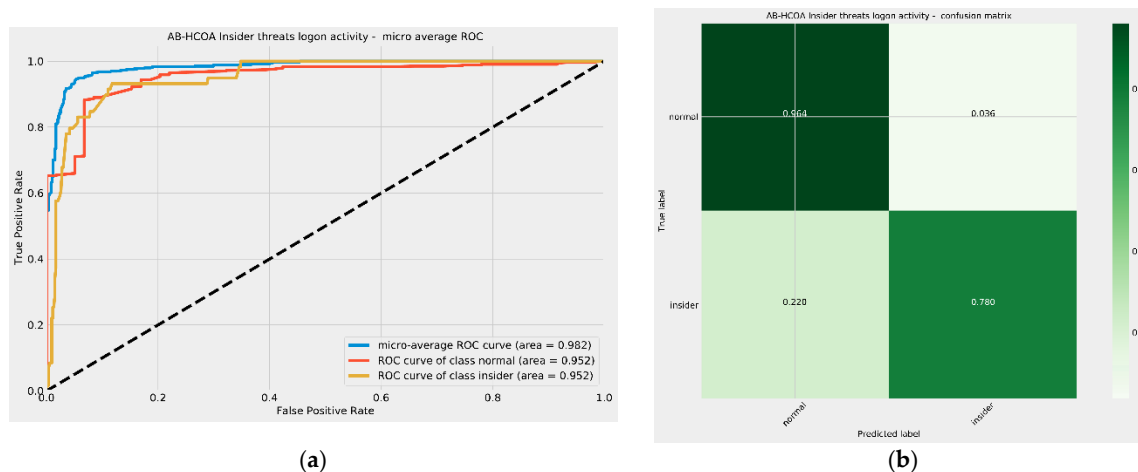 AB-HCOA Insider threats logon activity - micro average ROC
True Positive Rate
1.0
0.8
0.6
0.4
0.2
0.0
0.0 0.2 0.4 0.6 0.8 1.0
False Positive Rate
micro-average ROC curve (area = 0.982)
ROC curve of class normal (area = 0.952)
ROC curve of class insider (area = 0.952)
(a)
AB-HCOA Insider threats logon activity - confusion matrix
True label
normal
insider
0.964 0.036
0.220 0.780
normal insider
Predicted label
0
0
0
0
(b)